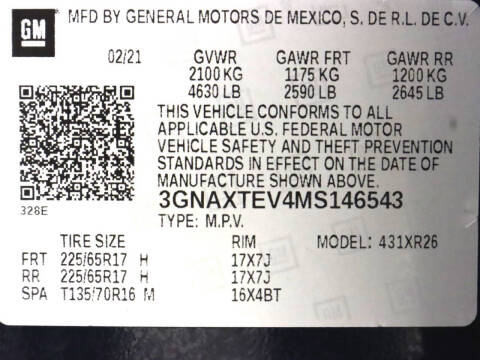 GM MFD BY GENERAL MOTORS DE MEXICO, S. DE R.L. DE C.V.
02/21 GVWR GAWR FRT GAWR RR
2100 KG 1175 KG 1200 KG
4630 LB 2590 LB 2645 LB
THIS VEHICLE CONFORMS TO ALL
APPLICABLE U.S. FEDERAL MOTOR
VEHICLE SAFETY AND THEFT PREVENTION
STANDARDS IN EFFECT ON THE DATE OF
MANUFACTURE SHOWN ABOVE.
328E 3GNAXTEV4MS146543
TYPE: M.P.V.
TIRE SIZE RIM MODEL: 431XR26
FRT 225/65R17 H 17X7J
RR 225/65R17 H 17X7J
SPA T135/70R16 M 16X4BT